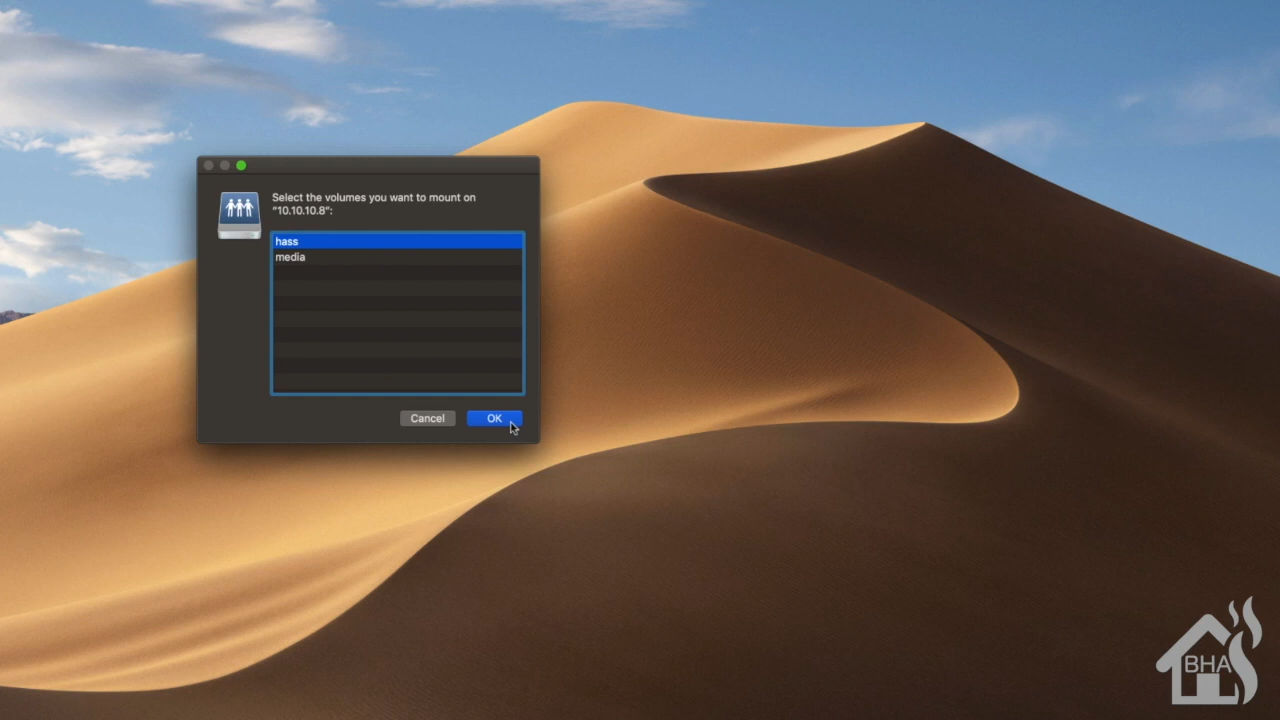 Select the volumes you want to mount on
"10.10.10.8":
hass
media
Cancel
OK
BHA